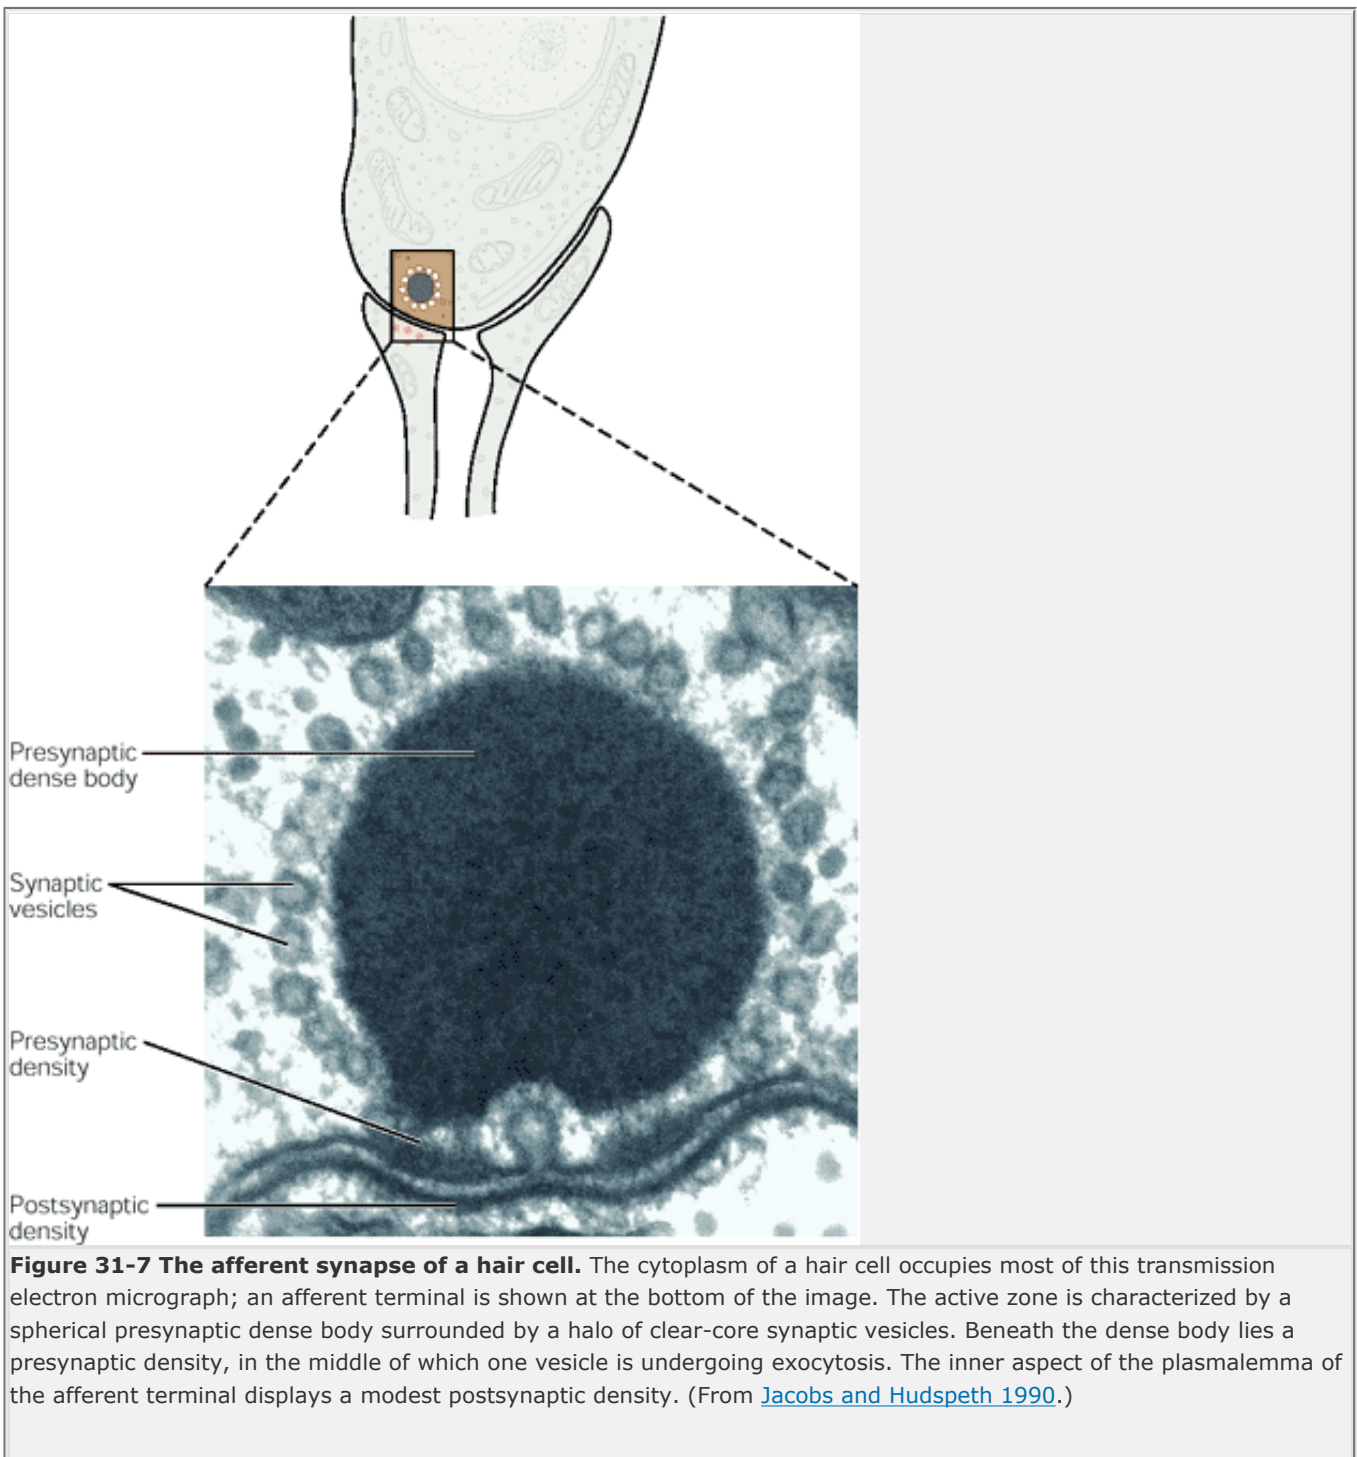 Presynaptic
dense body
Synaptic
vesicles
Presynaptic
density
Postsynaptic
density
Figure 31-7 The afferent synapse of a hair cell. The cytoplasm of a hair cell occupies most of this transmission
electron micrograph; an afferent terminal is shown at the bottom of the image. The active zone is characterized by a
spherical presynaptic dense body surrounded by a halo of clear-core synaptic vesicles. Beneath the dense body lies a
presynaptic density, in the middle of which one vesicle is undergoing exocytosis. The inner aspect of the plasmalemma of
the afferent terminal displays a modest postsynaptic density. (From Jacobs and Hudspeth 1990.)